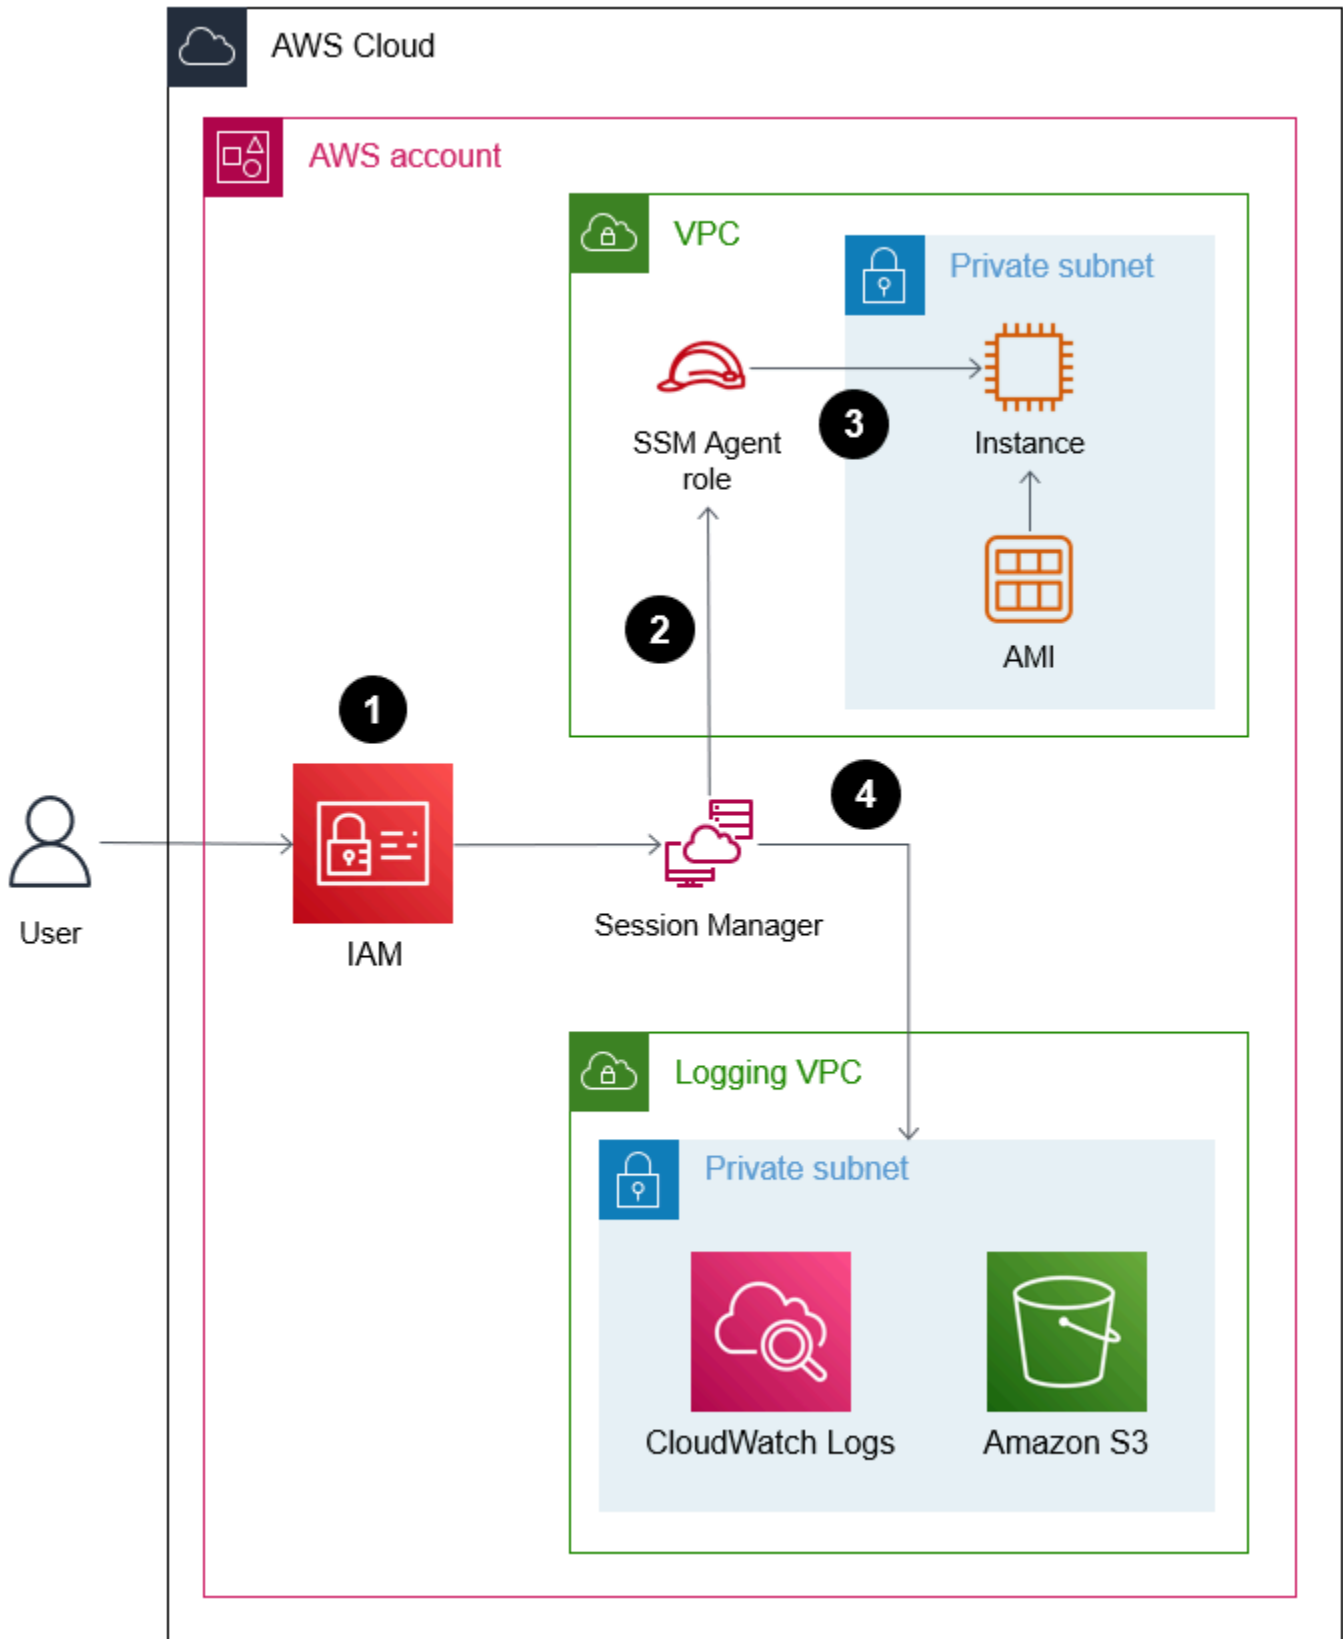 AWS Cloud
AWS account
VPC
Private subnet
SSM Agent
role
3
Instance
2
AMI
1
4
User
IAM
Session Manager
Logging VPC
Private subnet
CloudWatch Logs
Amazon S3